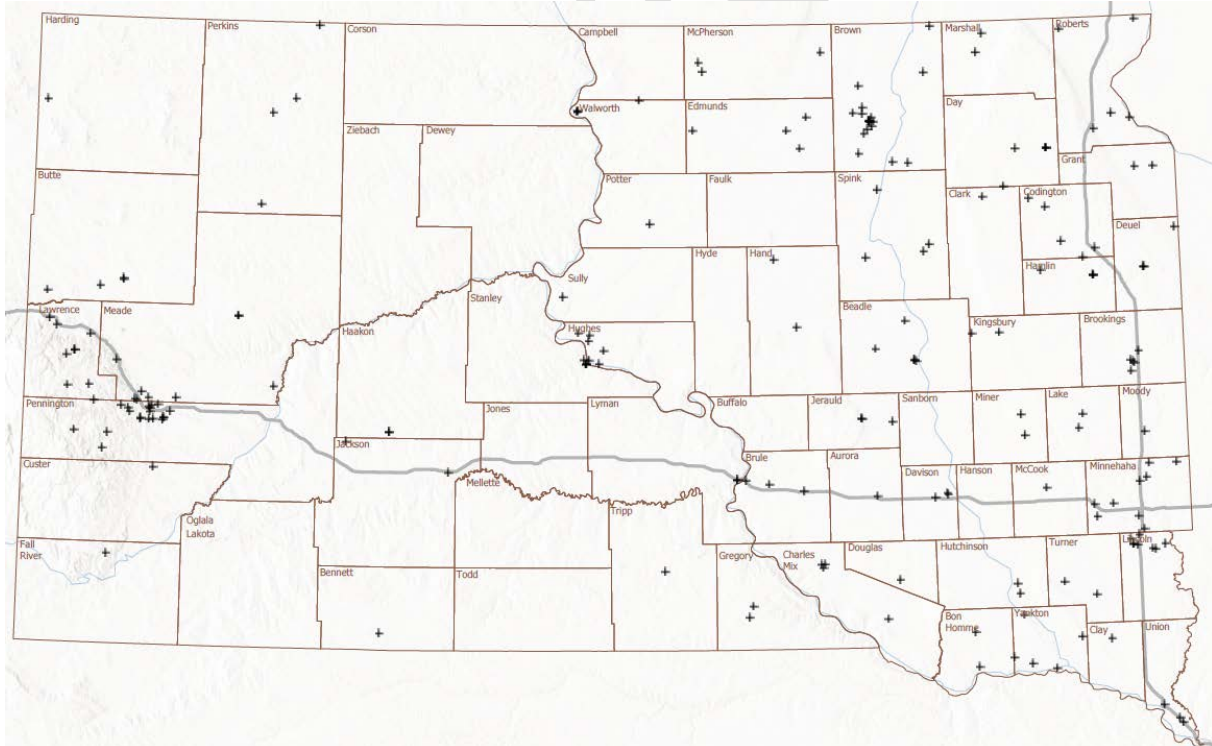 Harding
Perkins
Corson
Campbell
McPherson
Brown
Marshall
Roberts
Walworth
Edmunds
Day
Ziebach
Dewey
Grant
Butte
Potter
Faulk
Spink
Clark
Codington
Deuel
Hyde
Hand
Hamlin
Sully
Stanley
Lawrence
Meade
Haakon
Hughes
Beadle
Kingsbury
Brookings
Pennington
Jones
Lyman
Buffalo
Jerauld
Sanborn
Miner
Lake
Moody
Jackson
Custer
Mellette
Brule
Aurora
Davison
Hanson
McCook
Minnehaha
Oglala
Lakota
Tripp
Fall
River
Bennett
Todd
Gregory
Charles
Mix
Douglas
Hutchinson
Turner
Lincoln
Bon
Homme
Yankton
Clay
Union